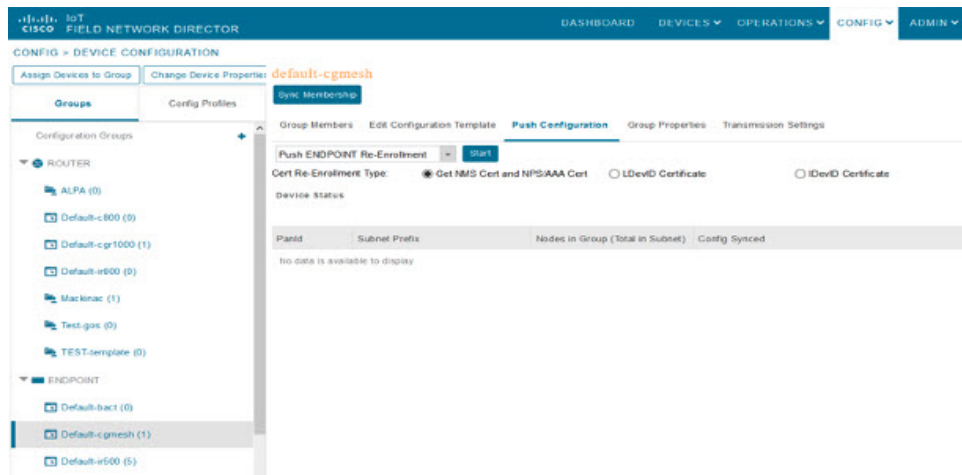 cisco IoT
FIELD NETWORK DIRECTOR
DASHBOARD DEVICES OPERATIONS CONFIG ADMIN
CONFIG > DEVICE CONFIGURATION
Assign Devices to Group Change Device Properties
default-cgmesh
Sync Membership
Groups Config Profiles
Group Members Edit Configuration Template Push Configuration Group Properties Transmission Settings
Configuration Groups +
Push ENDPOINT Re-Enrollment Start
Cert Re-Enrollment Type: Get NMS Cert and NPS/AAA Cert LDevID Certificate IDevID Certificate
Device Status
PanId Subnet Prefix Nodes in Group (Total in Subnet) Config Synced
No data is available to display
ROUTER
ALPA (0)
Default-c800 (0)
Default-cgr1000 (1)
Default-ir800 (0)
Mackinac (1)
Test-gos (0)
TEST-template (0)
ENDPOINT
Default-bact (0)
Default-cgmesh (1)
Default-ir500 (5)